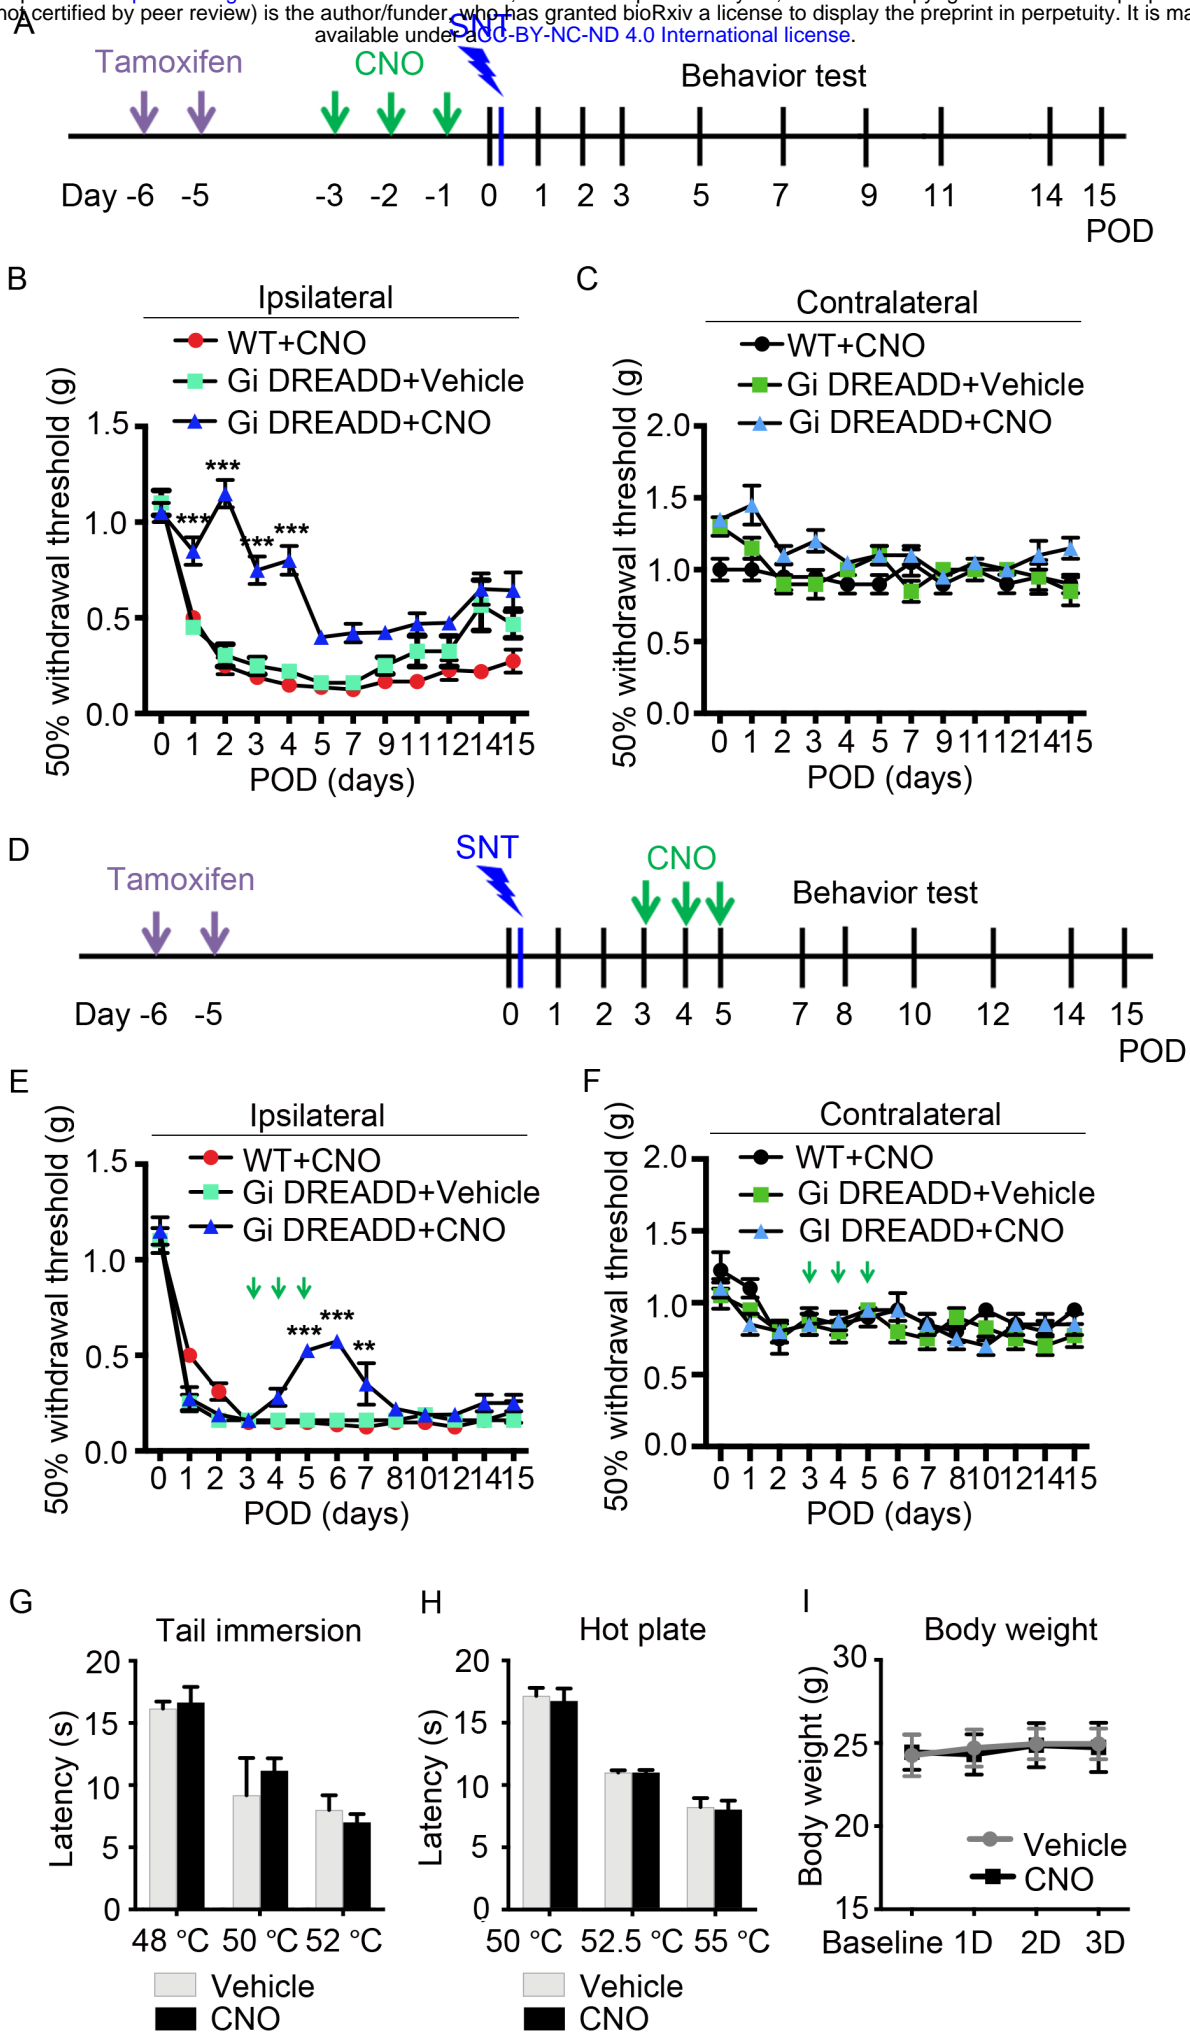 not certified by peer review) is the author/funder, who has granted bioRxiv a license to display the preprint in perpetuity. It is ma
available under aCC-BY-NC-ND 4.0 International license.
A
SNT
Tamoxifen
CNO
Behavior test
Day -6 -5 -3 -2 -1 0 1 2 3 5 7 9 11 14 15
POD
B
Ipsilateral
WT+CNO
Gi DREADD+Vehicle
Gi DREADD+CNO
50% withdrawal threshold (g)
1.5
1.0
0.5
0.0
***
***
***
***
0 1 2 3 4 5 7 9 11 12 14 15
POD (days)
C
Contralateral
WT+CNO
Gi DREADD+Vehicle
Gi DREADD+CNO
50% withdrawal threshold (g)
2.0
1.5
1.0
0.5
0.0
0 1 2 3 4 5 7 9 11 12 14 15
POD (days)
D
SNT
Tamoxifen
CNO
Behavior test
Day -6 -5 0 1 2 3 4 5 7 8 10 12 14 15
POD
E
Ipsilateral
WT+CNO
Gi DREADD+Vehicle
Gi DREADD+CNO
50% withdrawal threshold (g)
1.5
1.0
0.5
0.0
***
***
**
0 1 2 3 4 5 6 7 8 10 12 14 15
POD (days)
F
Contralateral
WT+CNO
Gi DREADD+Vehicle
GI DREADD+CNO
50% withdrawal threshold (g)
2.0
1.5
1.0
0.5
0.0
0 1 2 3 4 5 6 7 8 10 12 14 15
POD (days)
G
Tail immersion
Latency (s)
20
15
10
5
0
48 °C 50 °C 52 °C
Vehicle
CNO
H
Hot plate
Latency (s)
20
15
10
5
0
50 °C 52.5 °C 55 °C
Vehicle
CNO
I
Body weight
Body weight (g)
30
25
20
15
Vehicle
CNO
Baseline 1D 2D 3D